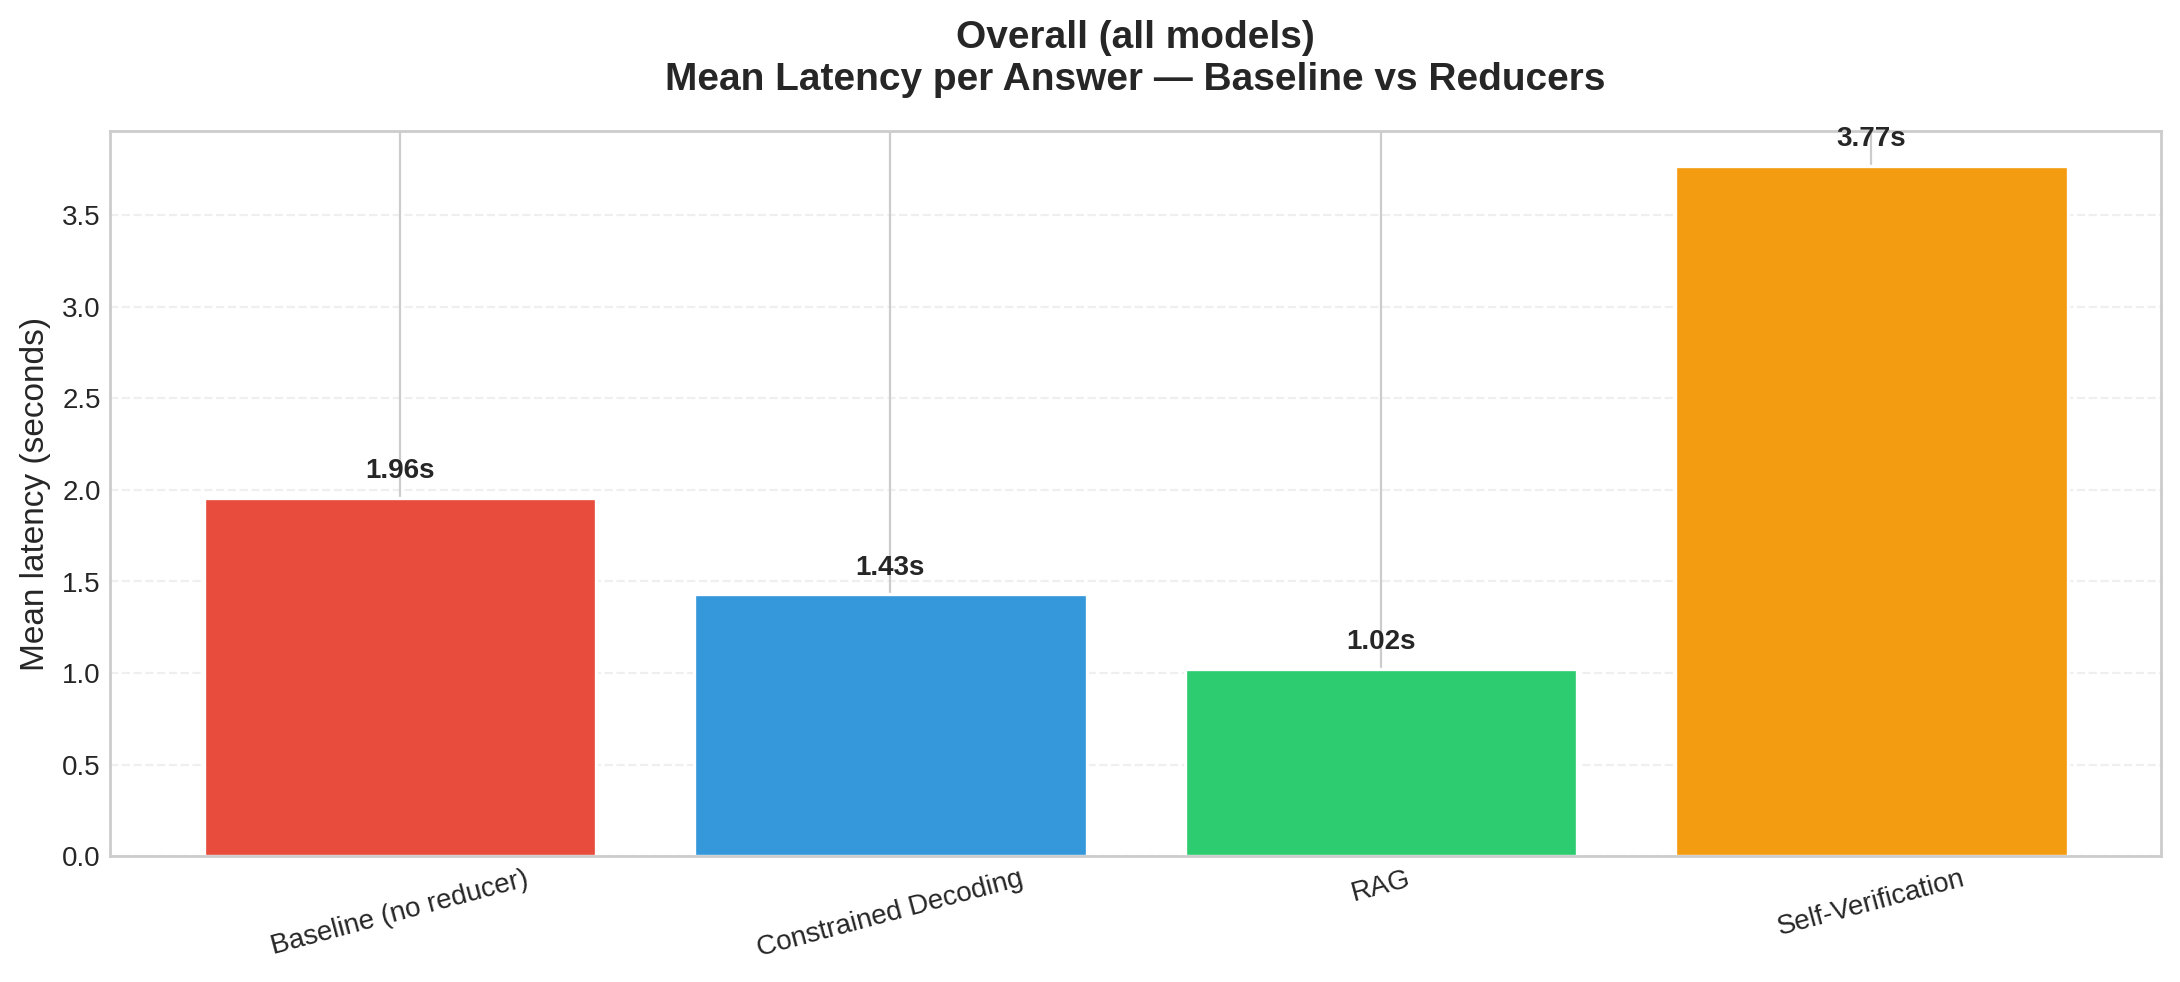 Overall (all models)
Mean Latency per Answer — Baseline vs Reducers
Mean latency (seconds)
3.5
3.0
2.5
2.0
1.5
1.0
0.5
0.0
1.96s
1.43s
1.02s
3.77s
Baseline (no reducer)
Constrained Decoding
RAG
Self-Verification